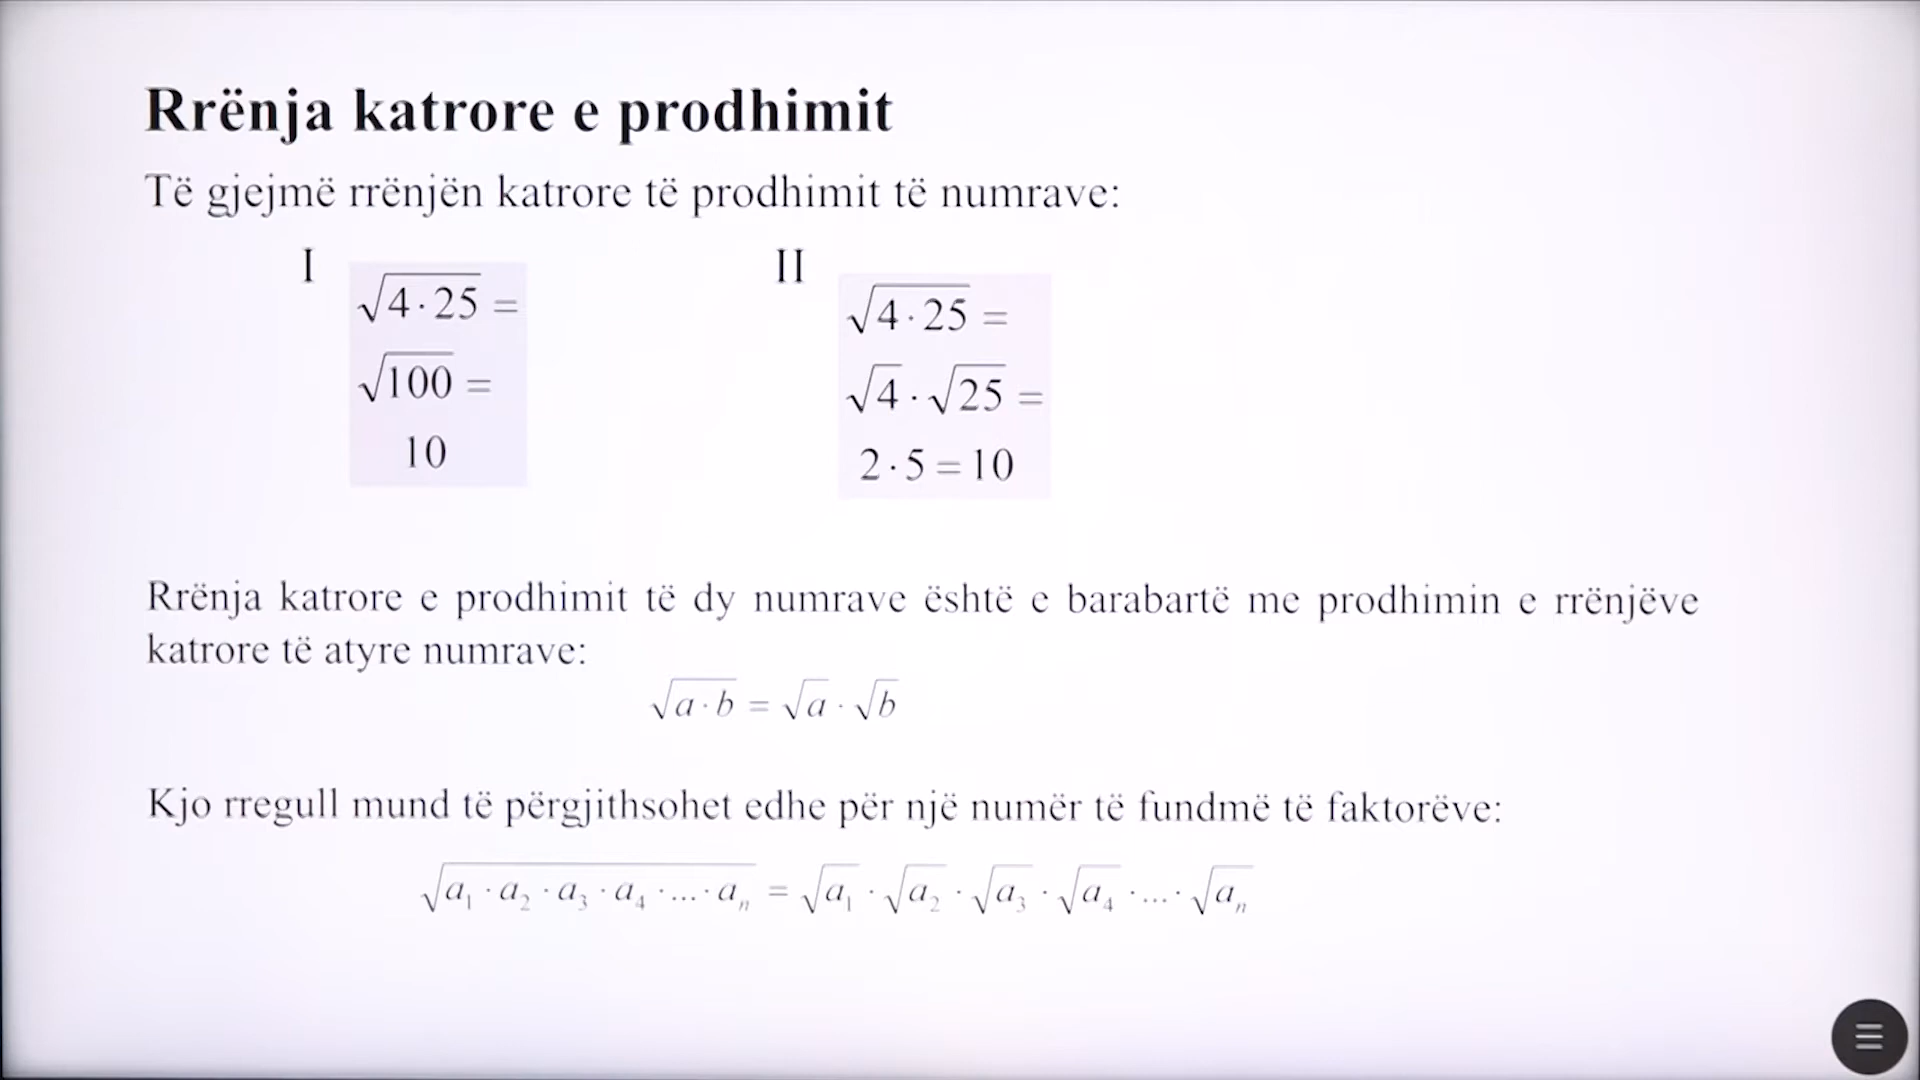 Rrënja katrore e prodhimit
Të gjejmë rrënjën katrore të prodhimit të numrave:
I
√(4·25) =
√100 =
10
II
√(4·25) =
√4·√25 =
2·5=10
Rrënja katrore e prodhimit të dy numrave është e barabartë me prodhimin e rrënjëve
katrore të atyre numrave:
√(a·b) = √a · √b
Kjo rregull mund të përgjithsohet edhe për një numër të fundmë të faktorëve:
√(a₁·a₂·a₃·a₄·...·aₙ) = √a₁·√a₂·√a₃·√a₄·...·√aₙ